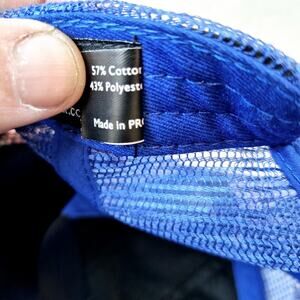 57% Cotton
43% Polyeste
Made in PR